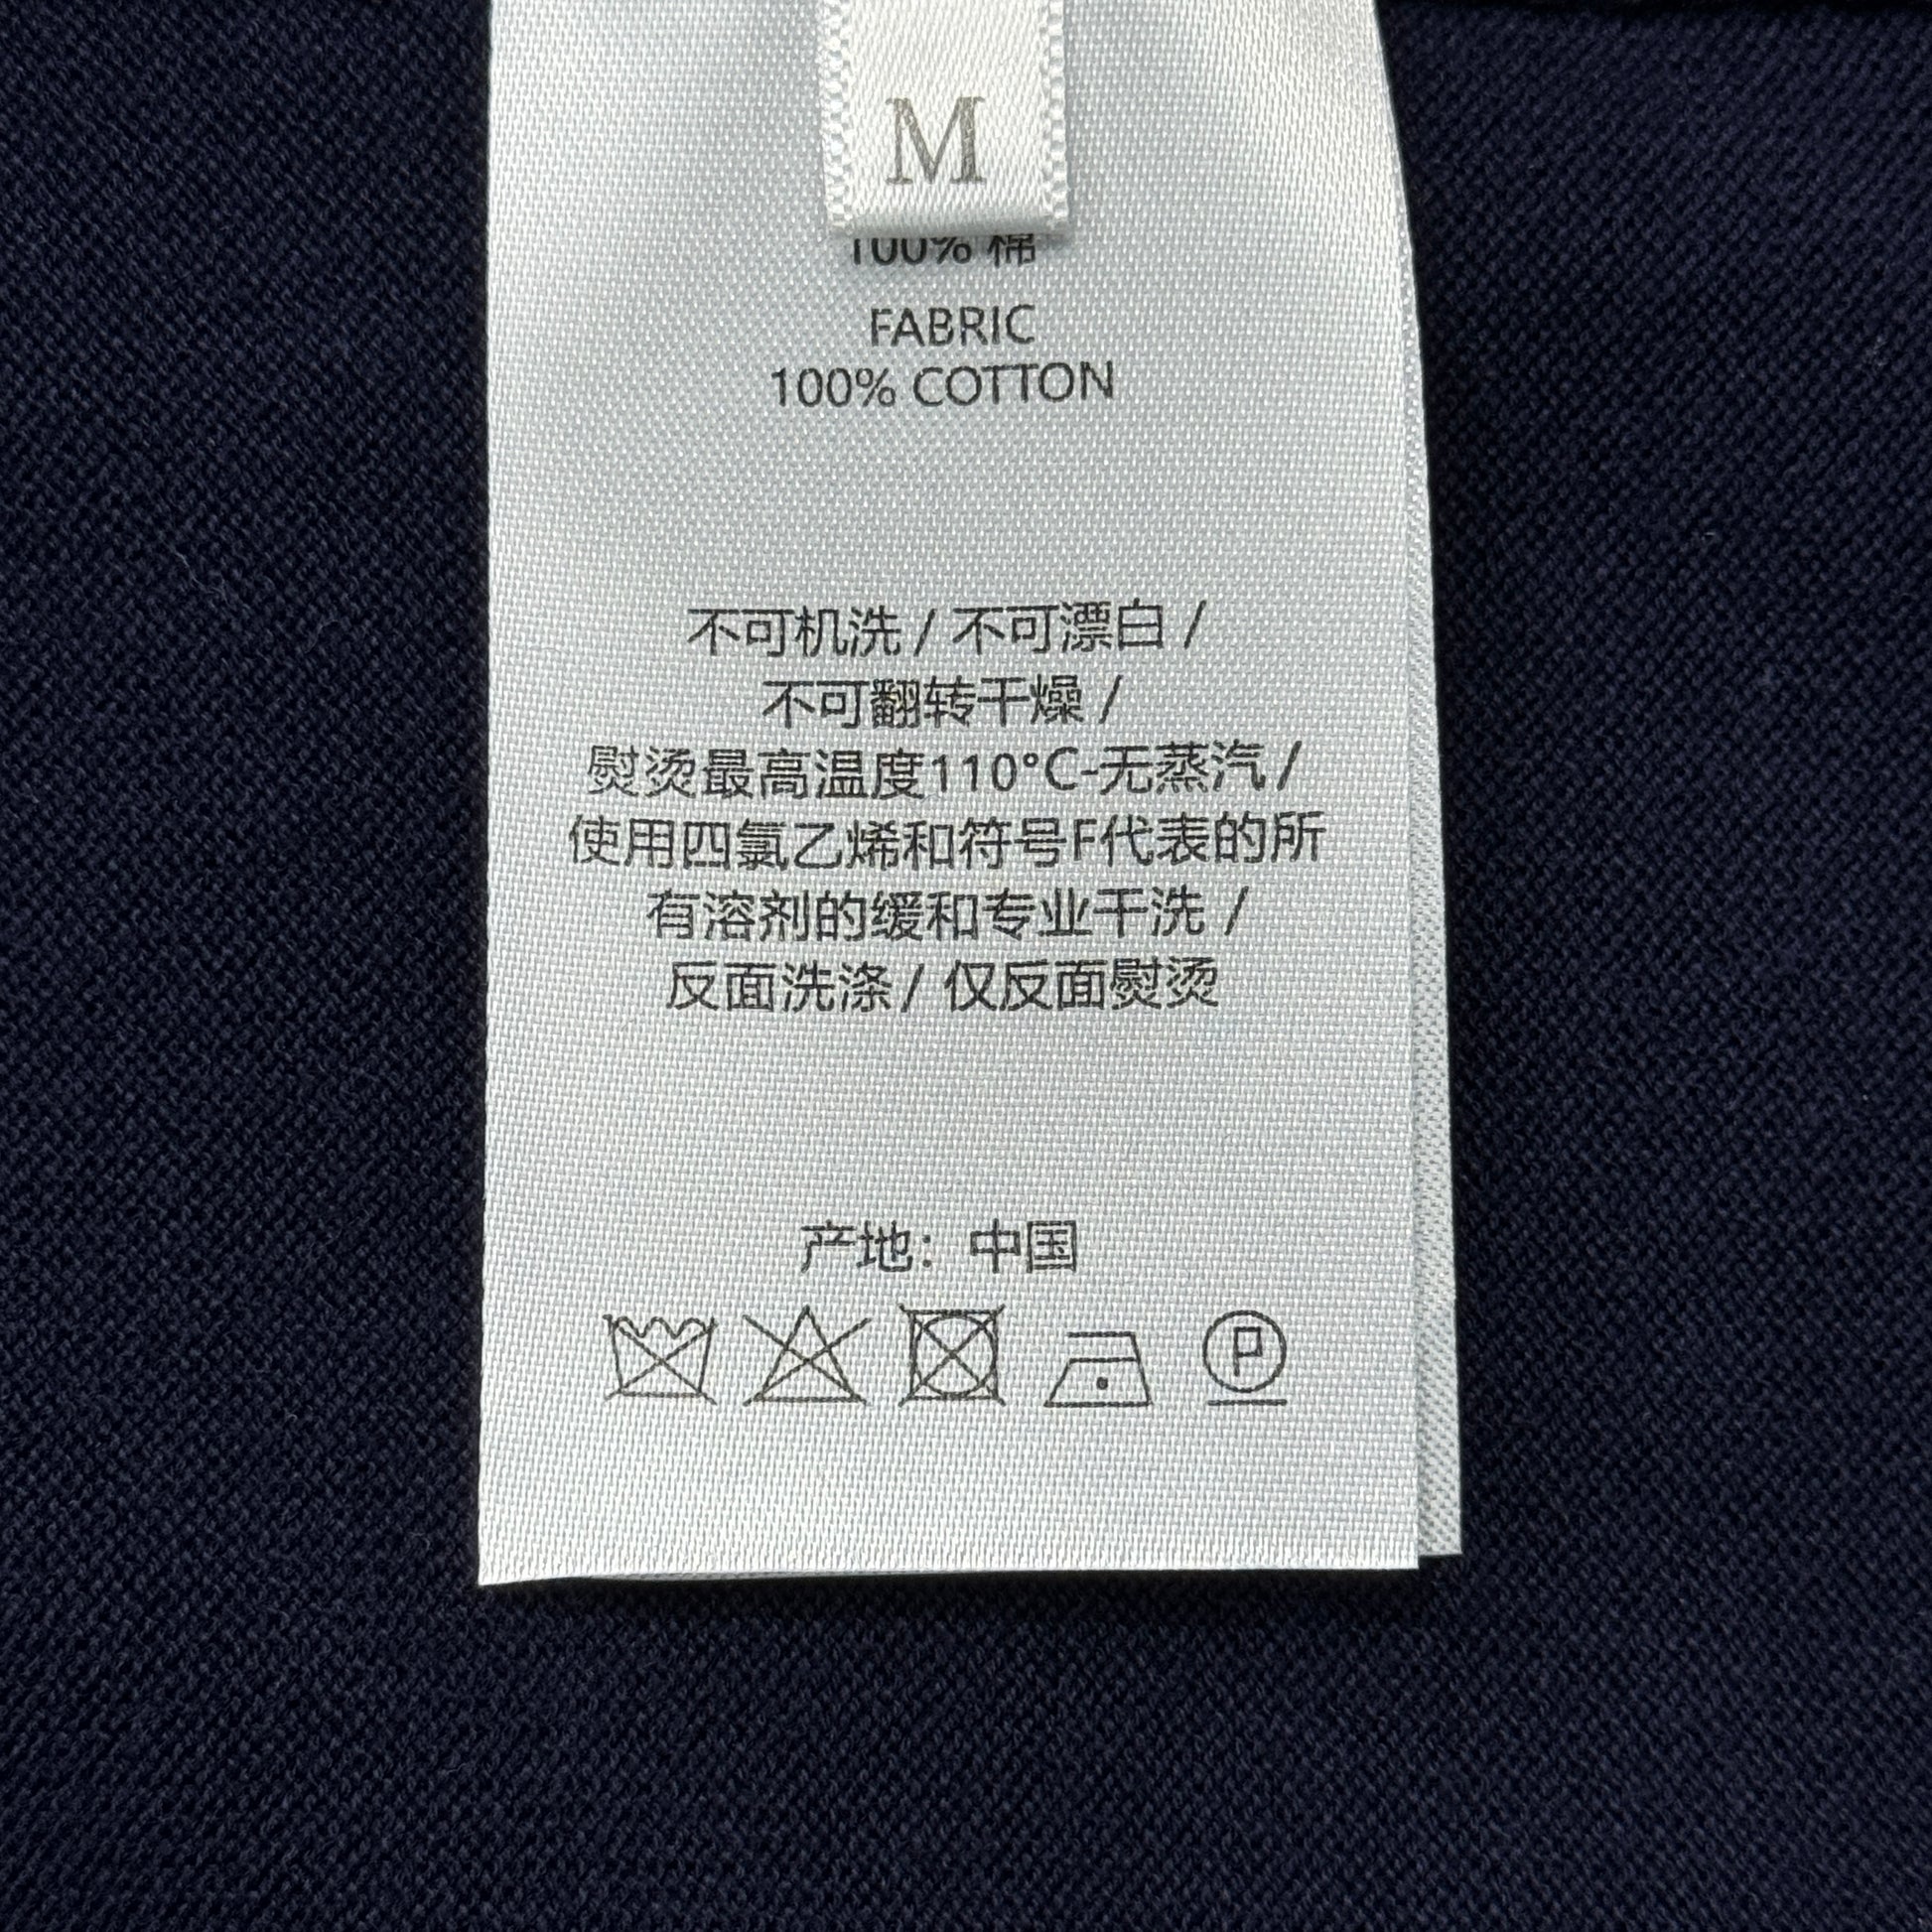 M
100% 棉
FABRIC
100% COTTON
不可机洗 / 不可漂白 /
不可翻转干燥 /
熨烫最高温度110°C-无蒸汽 /
使用四氯乙烯和符号F代表的所
有溶剂的缓和专业干洗 /
反面洗涤 / 仅反面熨烫
产地：中国
P